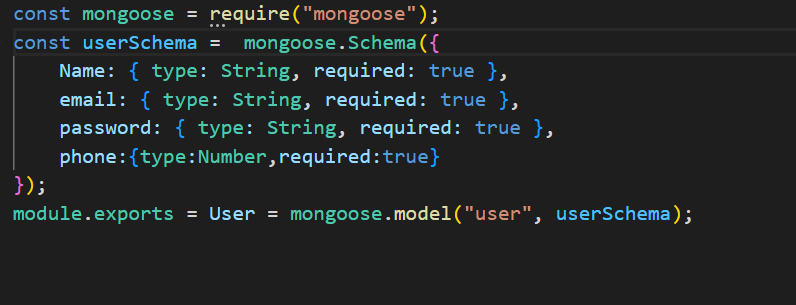 const mongoose = require("mongoose");
const userSchema =  mongoose.Schema({
    Name: { type: String, required: true },
    email: { type: String, required: true },
    password: { type: String, required: true },
    phone:{type:Number,required:true}
});
module.exports = User = mongoose.model("user", userSchema);